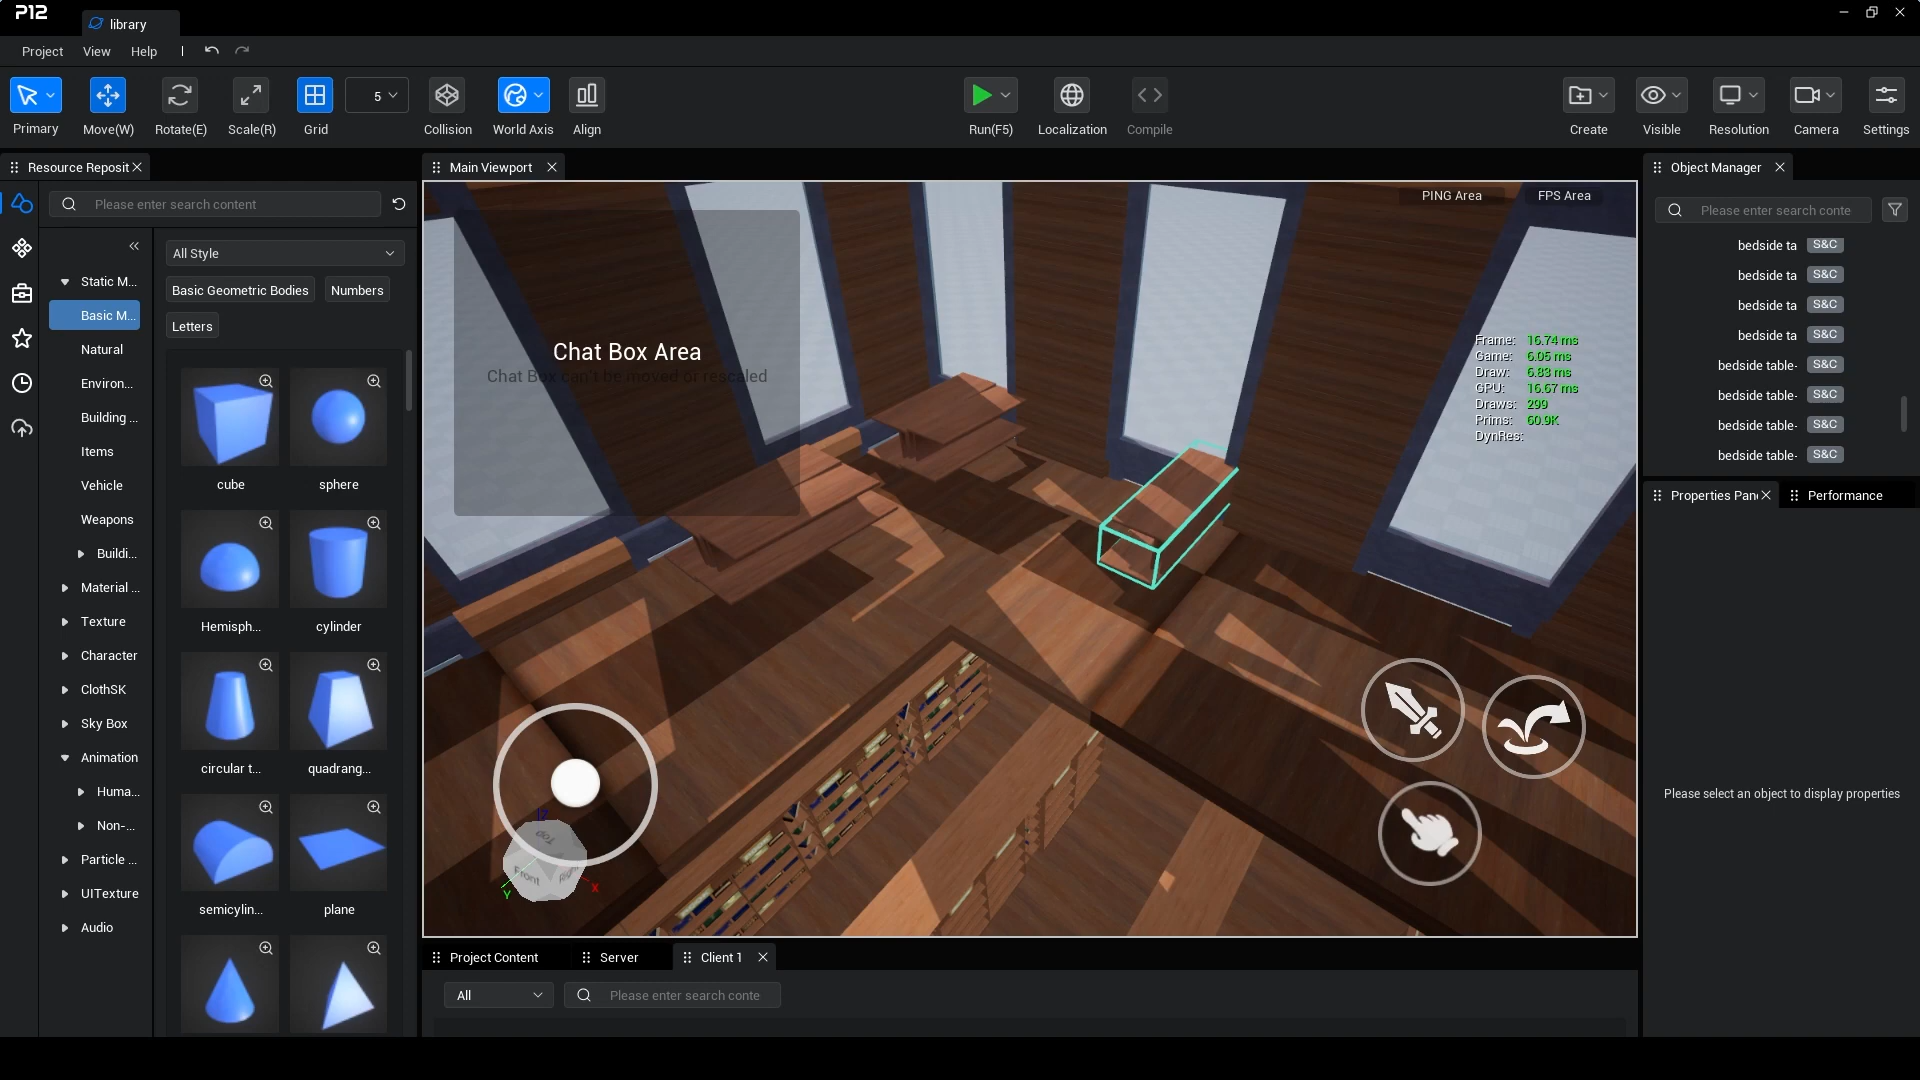 P12
library
Project View Help
5
Primary Move(W) Rotate(E) Scale(R) Grid Collision World Axis Align Run(F5) Localization Compile Create Visible Resolution Camera Settings
Resource Reposit
Please enter search content
Static M...
Basic M...
Natural
Environ...
Building ...
Items
Vehicle
Weapons
Buildi...
Material ...
Texture
Character
ClothSK
Sky Box
Animation
Huma...
Non-...
Particle ...
UITexture
Audio
All Style
Basic Geometric Bodies Numbers
Letters
cube sphere
Hemisph... cylinder
circular t... quadrang...
semicylin... plane
Main Viewport
PING Area FPS Area
Chat Box Area
Chat Box can't be moved or rescaled
Frame: 16.74 ms
Game: 6.05 ms
Draw: 6.83 ms
GPU: 16.67 ms
Draws: 299
Prims: 60.9K
DynRes:
Z
Top
Front Right
Y X
Project Content Server Client 1
All Please enter search conte
Object Manager
Please enter search conte
bedside ta S&C
bedside ta S&C
bedside ta S&C
bedside ta S&C
bedside table- S&C
bedside table- S&C
bedside table- S&C
bedside table- S&C
Properties Pan Performance
Please select an object to display properties